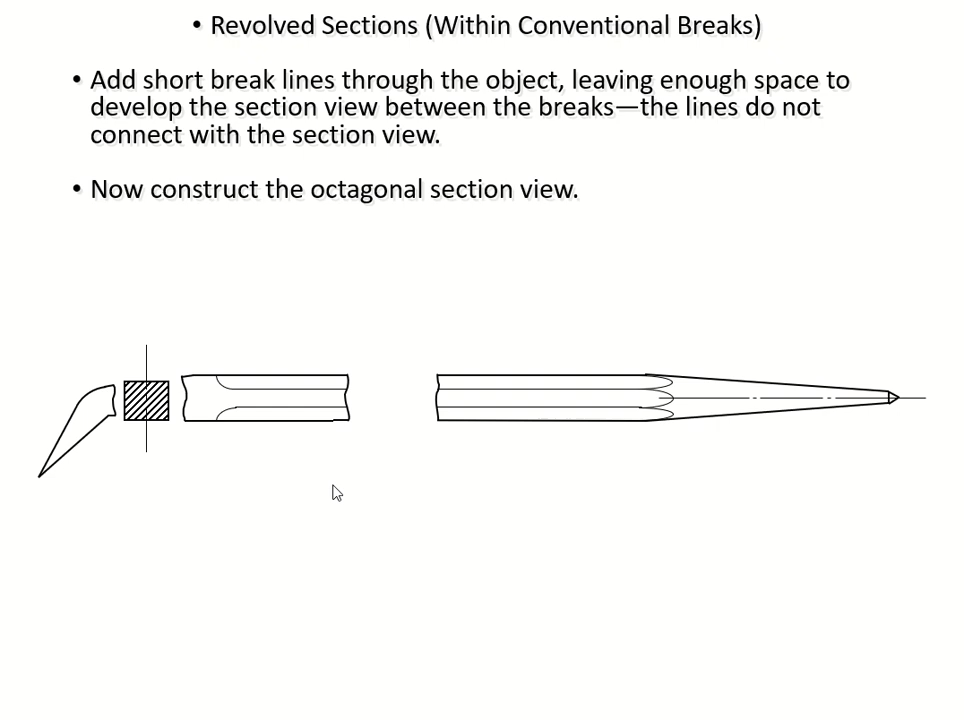 • Revolved Sections (Within Conventional Breaks)
• Add short break lines through the object, leaving enough space to
develop the section view between the breaks—the lines do not
connect with the section view.
• Now construct the octagonal section view.